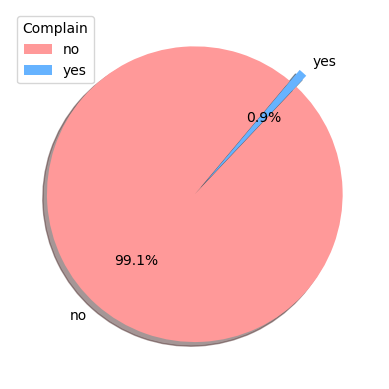 Complain
no
yes
yes
0.9%
99.1%
no